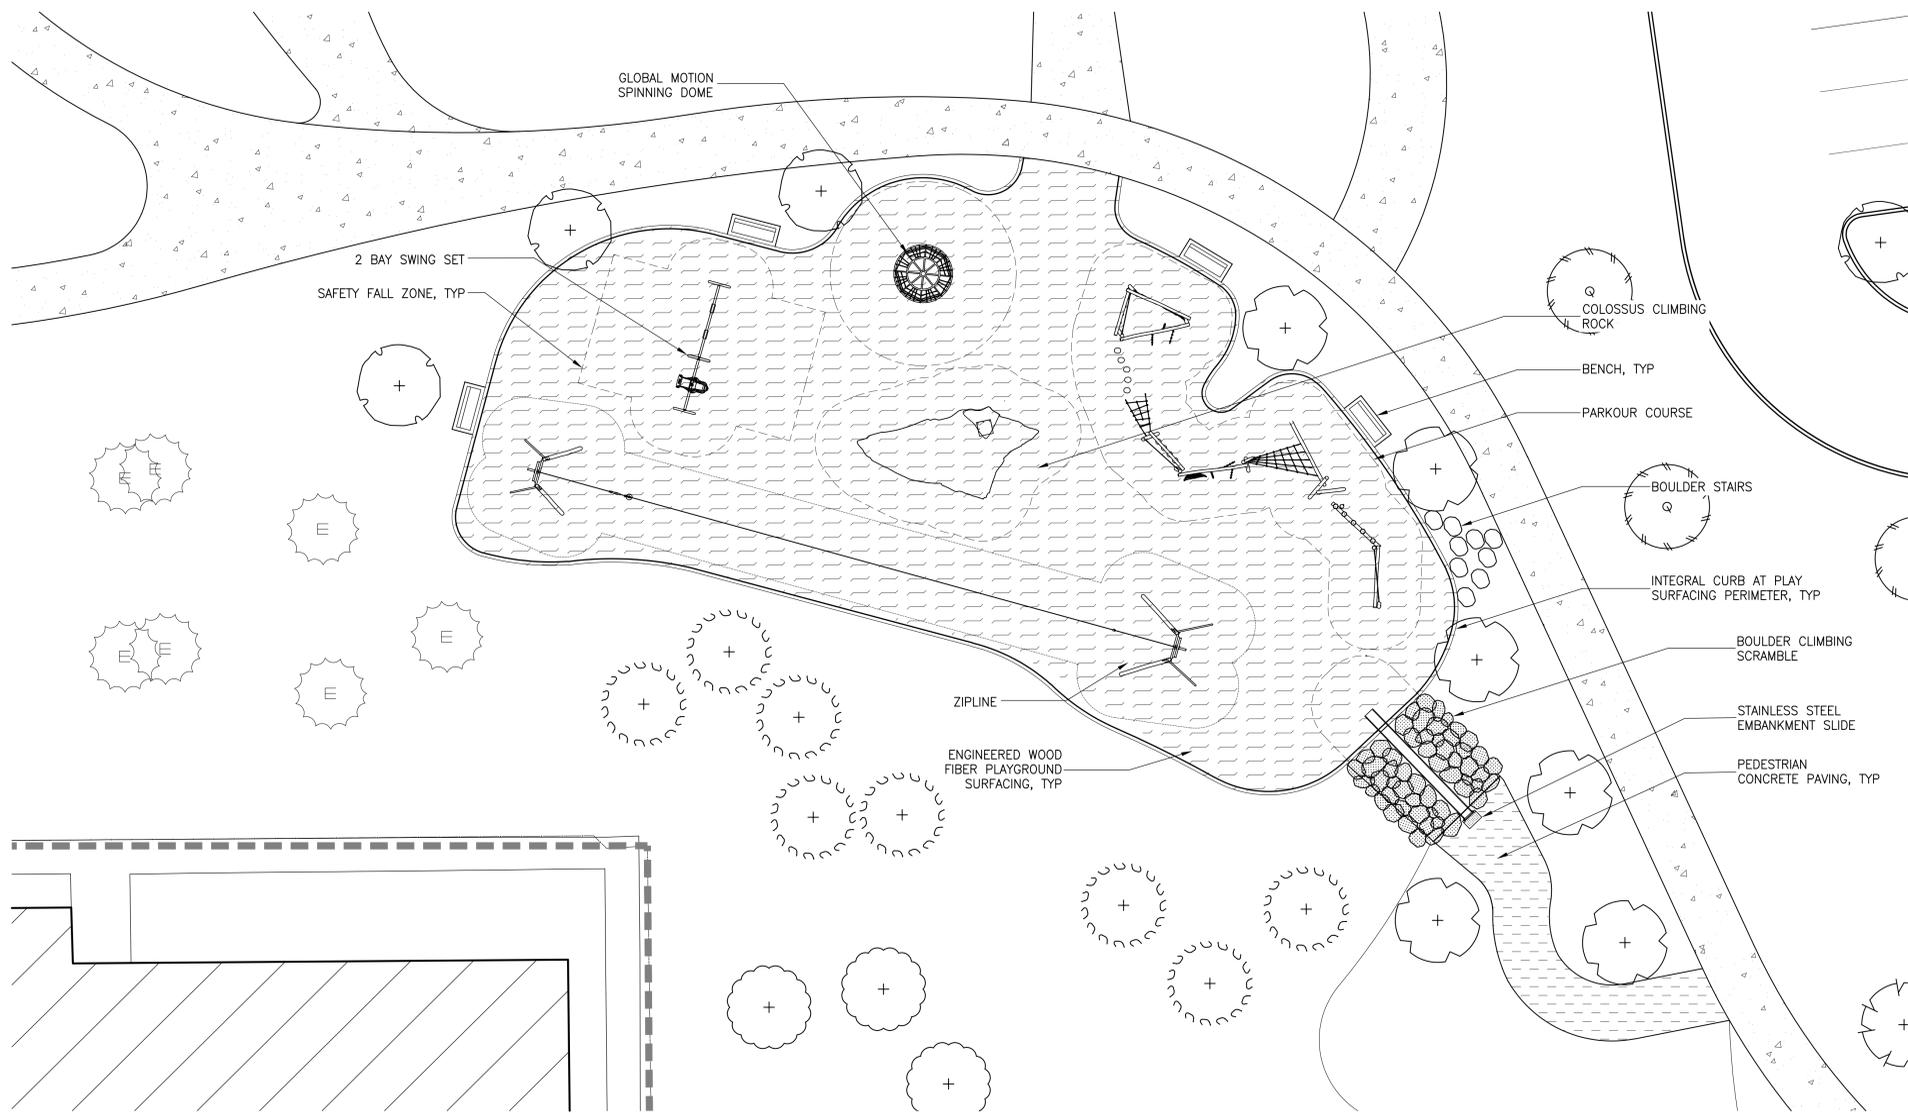 GLOBAL MOTION
SPINNING DOME
2 BAY SWING SET
SAFETY FALL ZONE, TYP
COLOSSUS CLIMBING
ROCK
BENCH, TYP
PARKOUR COURSE
BOULDER STAIRS
INTEGRAL CURB AT PLAY
SURFACING PERIMETER, TYP
BOULDER CLIMBING
SCRAMBLE
ZIPLINE
STAINLESS STEEL
EMBANKMENT SLIDE
ENGINEERED WOOD
FIBER PLAYGROUND
SURFACING, TYP
PEDESTRIAN
CONCRETE PAVING, TYP